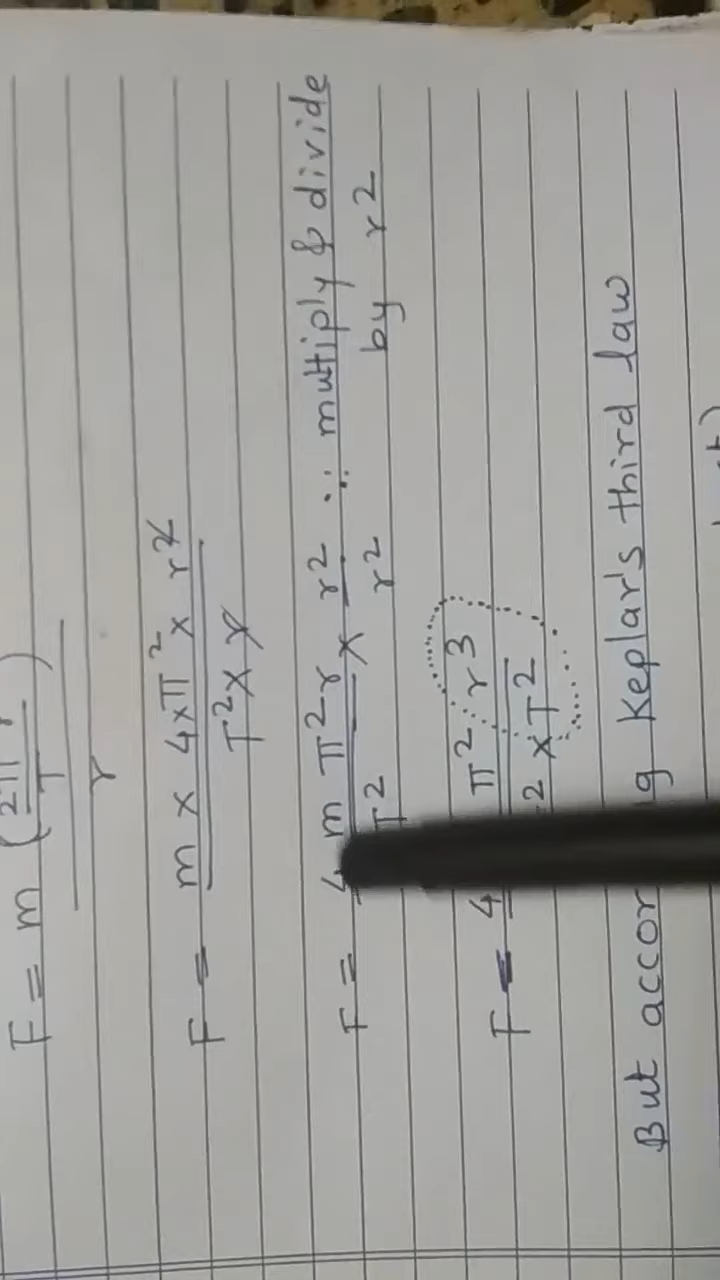 F = m (2πr/T)
r
F = m × 4×π² × r²
T² × r
F = 4 m π² r × r² ∵ multiply & divide
T² r² by r²
F = 4 π² r³
² × T²
But accor g Keplar's third law